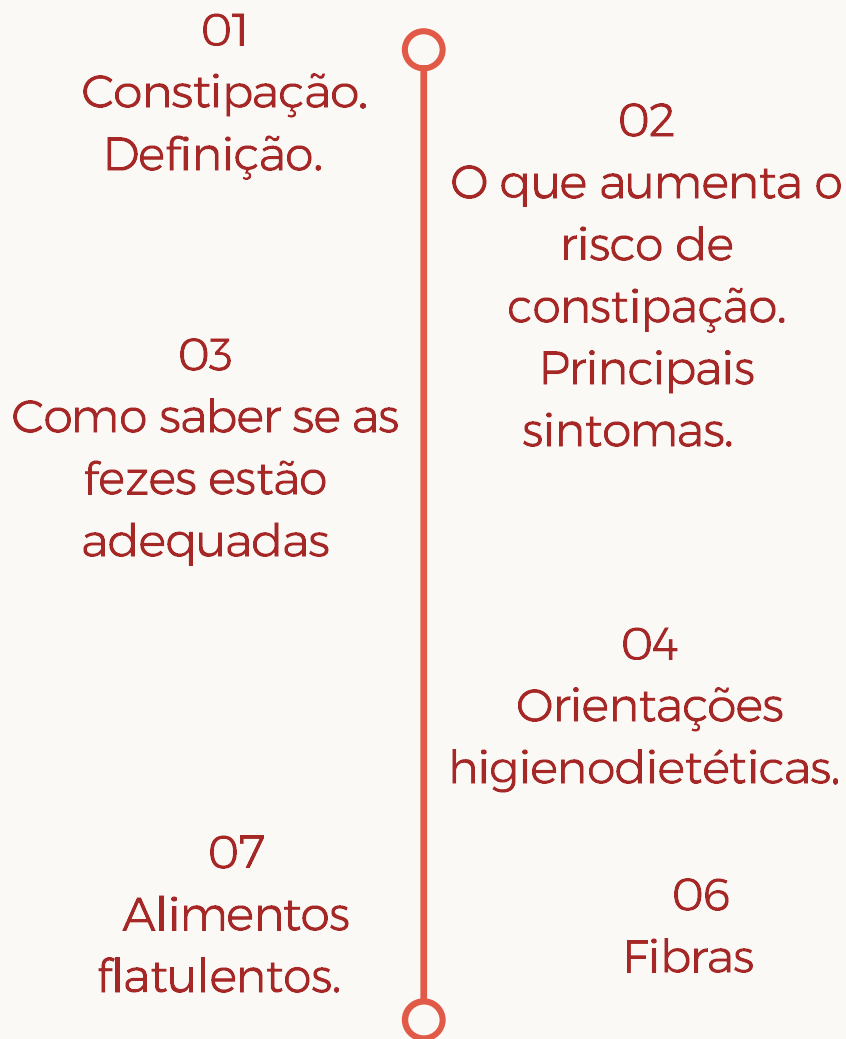 01
Constipação.
Definição.
02
O que aumenta o
risco de
constipação.
Principais
sintomas.
03
Como saber se as
fezes estão
adequadas
04
Orientações
higienodietéticas.
07
Alimentos
flatulentos.
06
Fibras